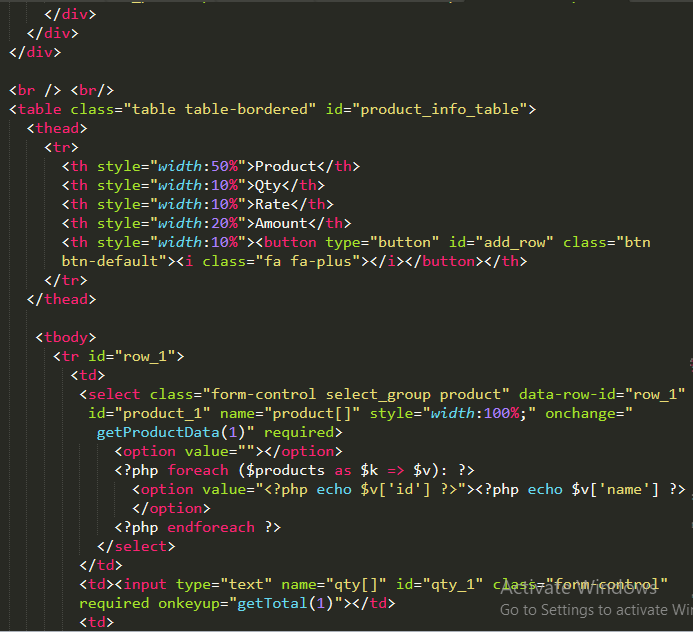 </div>
</div>
</div>
<br /> <br/>
<table class="table table-bordered" id="product_info_table">
<thead>
<tr>
<th style="width:50%">Product</th>
<th style="width:10%">Qty</th>
<th style="width:10%">Rate</th>
<th style="width:20%">Amount</th>
<th style="width:10%"><button type="button" id="add_row" class="btn
btn-default"><i class="fa fa-plus"></i></button></th>
</tr>
</thead>
<tbody>
<tr id="row_1">
<td>
<select class="form-control select_group product" data-row-id="row_1"
id="product_1" name="product[]" style="width:100%;" onchange="
getProductData(1)" required>
<option value=""></option>
<?php foreach ($products as $k => $v): ?>
<option value="<?php echo $v['id'] ?>"><?php echo $v['name'] ?>
</option>
<?php endforeach ?>
</select>
</td>
<td><input type="text" name="qty[]" id="qty_1" class="form-control"
required onkeyup="getTotal(1)"></td>
<td>
Activate Windows
Go to Settings to activate Win